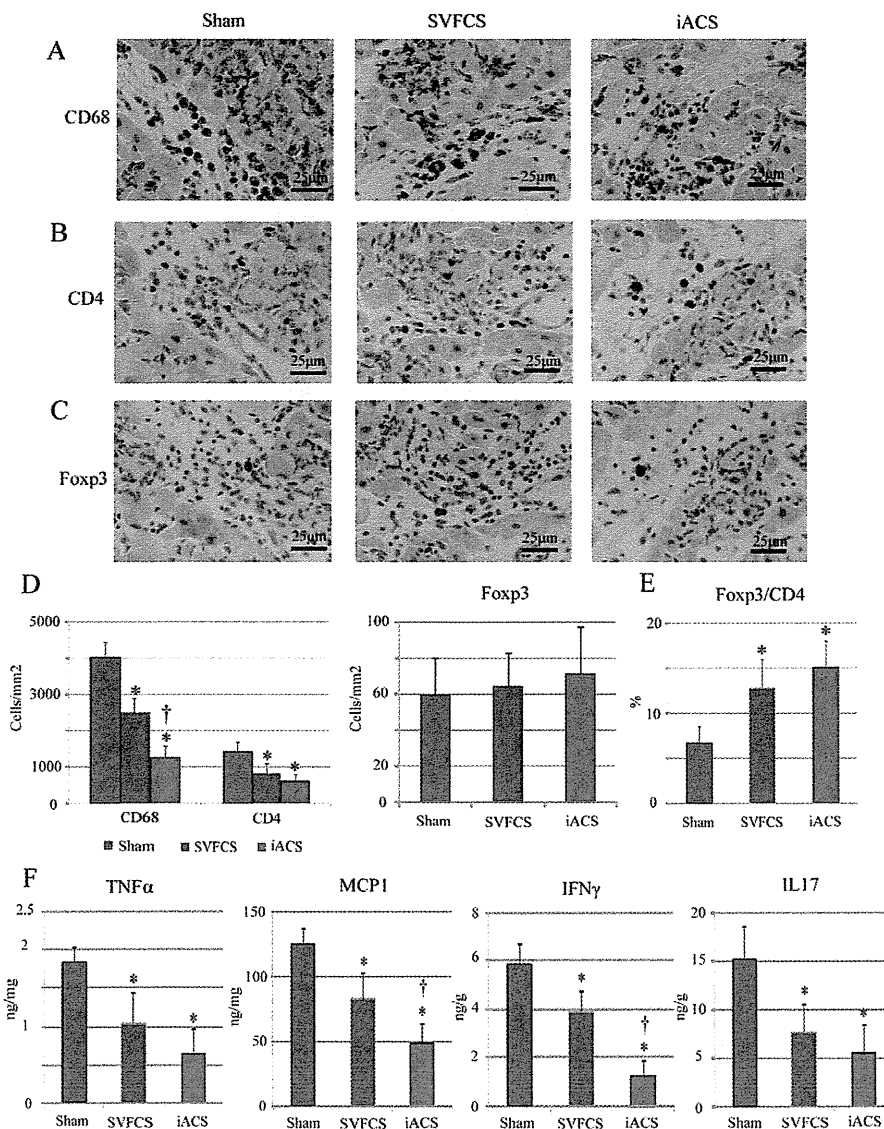 Sham SVFCS iACS
A
CD68
25μm 25μm 25μm
B
CD4
25μm 25μm 25μm
C
Foxp3
25μm 25μm 25μm
D
5000
3000
1000
0
Cells/mm2
*
†
*
*
*
CD68 CD4
Sham SVFCS iACS
Foxp3
100
80
60
40
20
0
Cells/mm2
Sham SVFCS iACS
E
Foxp3/CD4
20
10
0
%
*
*
Sham SVFCS iACS
F
TNFα
2.5
2
1.5
1
0
ng/mg
*
*
Sham SVFCS iACS
MCP1
150
100
50
0
ng/mg
*
†
*
Sham SVFCS iACS
IFNγ
8
6
4
2
0
ng/g
*
†
*
Sham SVFCS iACS
IL17
20
15
10
5
0
ng/g
*
*
Sham SVFCS iACS